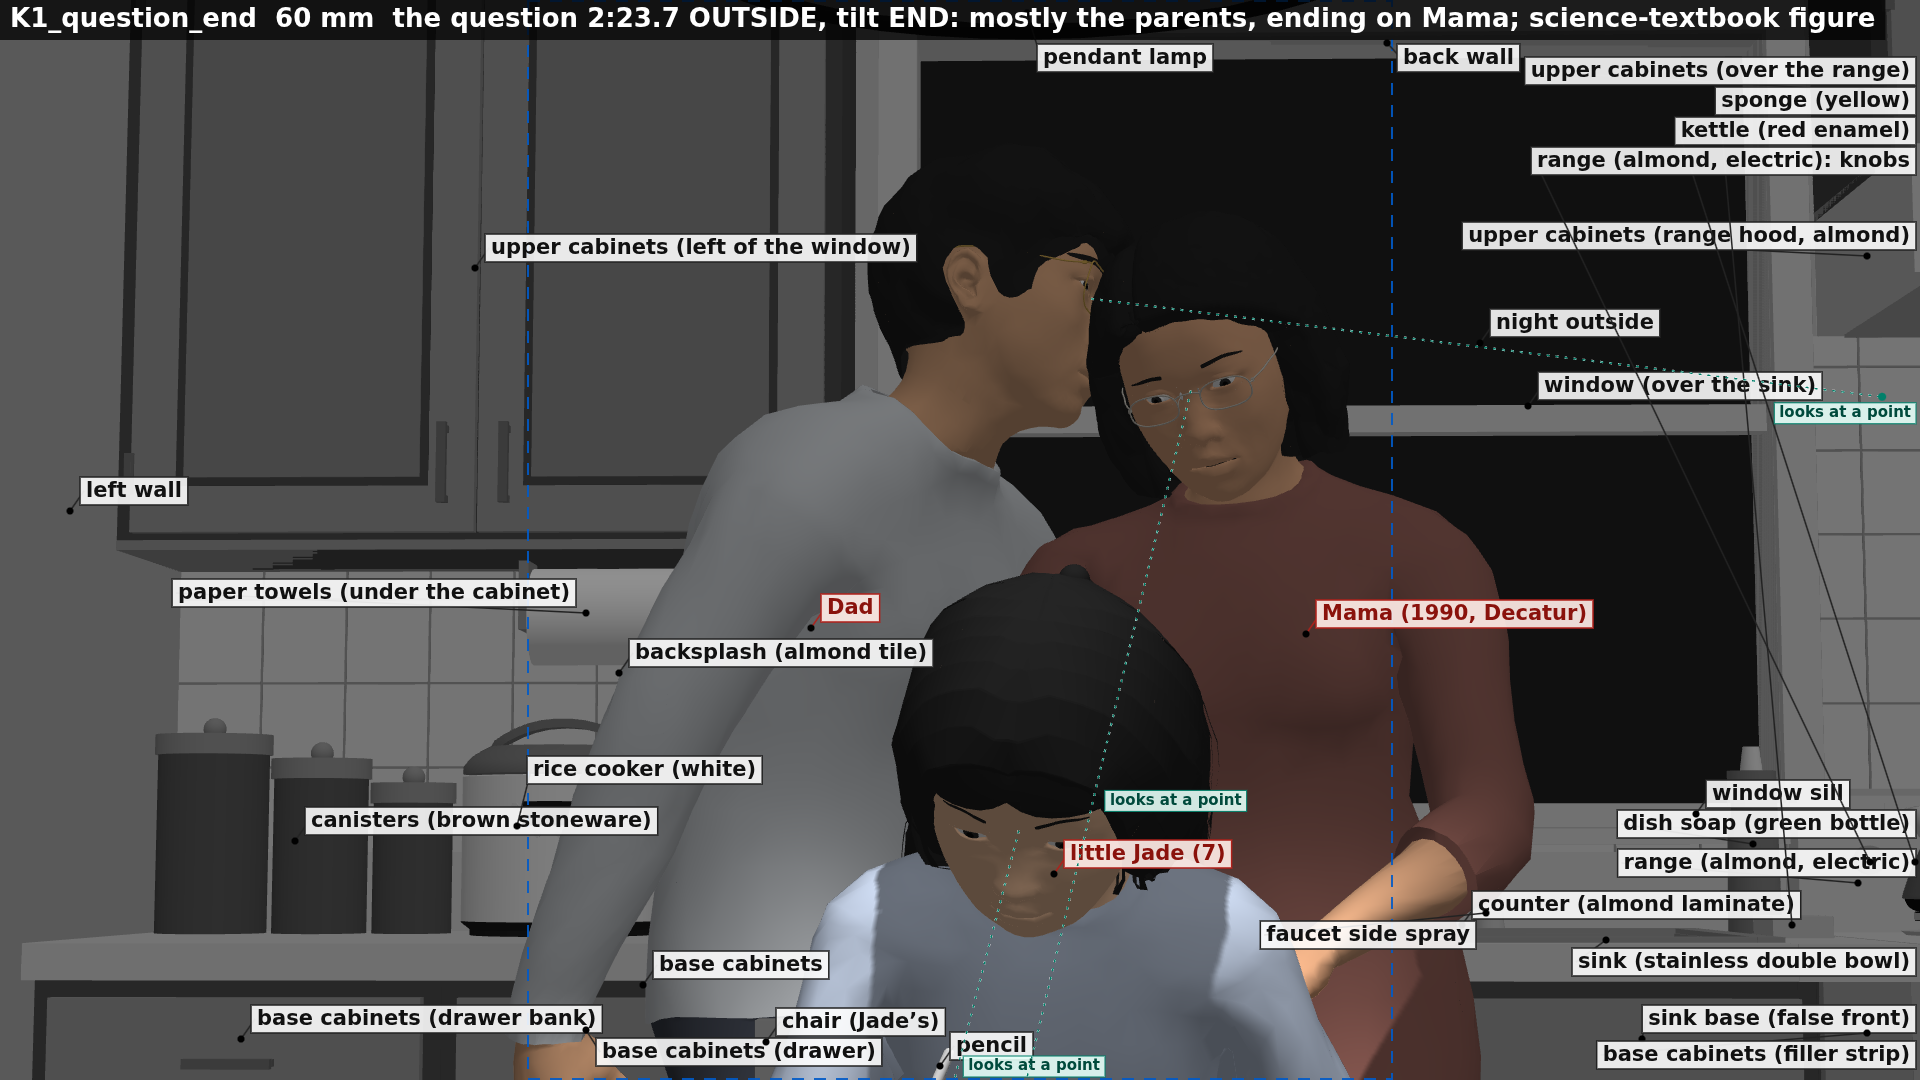 K1_question_end 60 mm the question 2:23.7 OUTSIDE, tilt END: mostly the parents, ending on Mama; science-textbook figure
pendant lamp
back wall
upper cabinets (over the range)
sponge (yellow)
kettle (red enamel)
range (almond, electric): knobs
upper cabinets (left of the window)
upper cabinets (range hood, almond)
night outside
window (over the sink)
looks at a point
left wall
paper towels (under the cabinet)
Dad
Mama (1990, Decatur)
backsplash (almond tile)
rice cooker (white)
canisters (brown stoneware)
looks at a point
window sill
dish soap (green bottle)
little Jade (7)
range (almond, electric)
counter (almond laminate)
faucet side spray
sink (stainless double bowl)
base cabinets
base cabinets (drawer bank)
chair (Jade’s)
sink base (false front)
pencil
base cabinets (drawer)
base cabinets (filler strip)
looks at a point